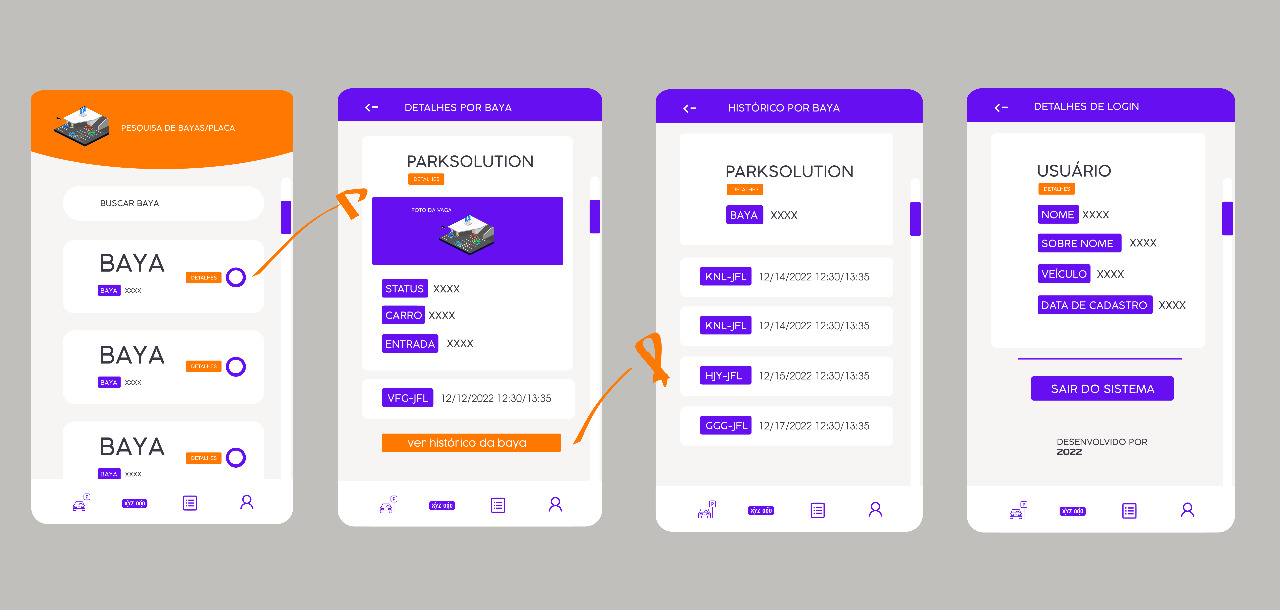 PESQUISA DE BAYAS/PLACA
BUSCAR BAYA
BAYA
DETALHES
BAYA XXXX
BAYA
DETALHES
BAYA XXXX
BAYA
DETALHES
BAYA XXXX
P
XYZ 000
DETALHES POR BAYA
PARKSOLUTION
DETALHES
FOTO DA VAGA
STATUS XXXX
CARRO XXXX
ENTRADA XXXX
VFG-JFL 12/12/2022 12:30/13:35
ver histórico da baya
P
XYZ 000
HISTÓRICO POR BAYA
PARKSOLUTION
DETALHES
BAYA XXXX
KNL-JFL 12/14/2022 12:30/13:35
KNL-JFL 12/14/2022 12:30/13:35
HJY-JFL 12/15/2022 12:30/13:35
GGG-JFL 12/17/2022 12:30/13:35
P
XYZ 000
DETALHES DE LOGIN
USUÁRIO
DETALHES
NOME XXXX
SOBRE NOME XXXX
VEÍCULO XXXX
DATA DE CADASTRO XXXX
SAIR DO SISTEMA
DESENVOLVIDO POR
2022
P
XYZ 000